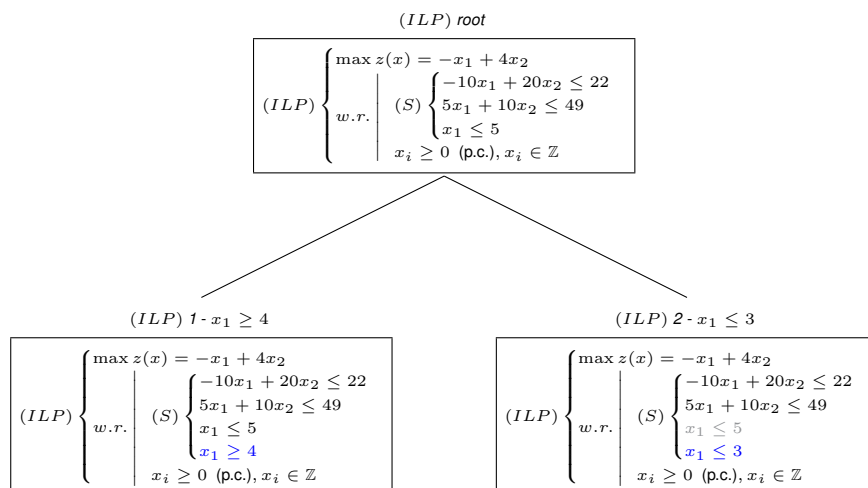 (ILP) root
(ILP) { max z(x) = −x₁ + 4x₂
w.r. | (S) { −10x₁ + 20x₂ ≤ 22
5x₁ + 10x₂ ≤ 49
x₁ ≤ 5
xᵢ ≥ 0 (p.c.), xᵢ ∈ ℤ
(ILP) 1 - x₁ ≥ 4
(ILP) { max z(x) = −x₁ + 4x₂
w.r. | (S) { −10x₁ + 20x₂ ≤ 22
5x₁ + 10x₂ ≤ 49
x₁ ≤ 5
x₁ ≥ 4
xᵢ ≥ 0 (p.c.), xᵢ ∈ ℤ
(ILP) 2 - x₁ ≤ 3
(ILP) { max z(x) = −x₁ + 4x₂
w.r. | (S) { −10x₁ + 20x₂ ≤ 22
5x₁ + 10x₂ ≤ 49
x₁ ≤ 5
x₁ ≤ 3
xᵢ ≥ 0 (p.c.), xᵢ ∈ ℤ